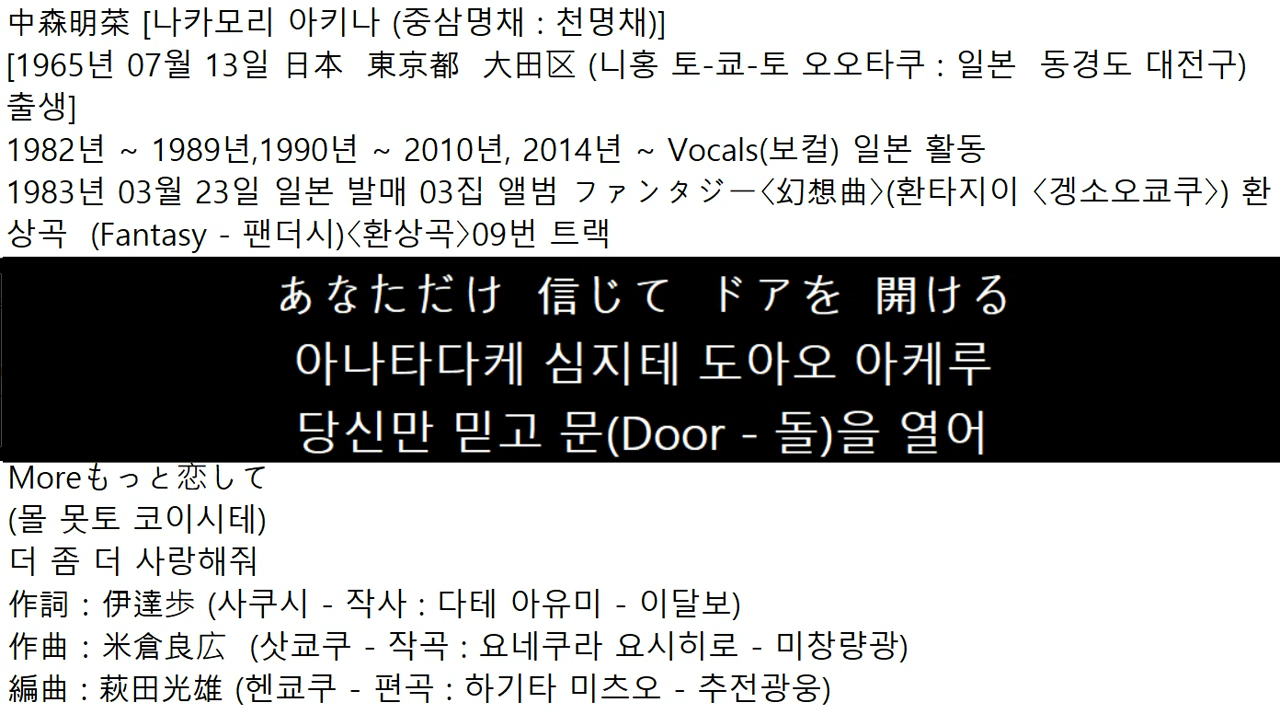 中森明菜 [나카모리 아키나 (중삼명채 : 천명채)]
[1965년 07월 13일 日本 東京都 大田区 (니홍 토-쿄-토 오오타쿠 : 일본 동경도 대전구)
출생]
1982년 ~ 1989년,1990년 ~ 2010년, 2014년 ~ Vocals(보컬) 일본 활동
1983년 03월 23일 일본 발매 03집 앨범 ファンタジー〈幻想曲〉(환타지이 〈겡소오쿄쿠〉) 환
상곡 (Fantasy - 팬더시)〈환상곡〉09번 트랙
あなただけ 信じて ドアを 開ける
아나타다케 심지테 도아오 아케루
당신만 믿고 문(Door - 돌)을 열어
Moreもっと恋して
(몰 못토 코이시테)
더 좀 더 사랑해줘
作詞 : 伊達歩 (사쿠시 - 작사 : 다테 아유미 - 이달보)
作曲 : 米倉良広 (삿쿄쿠 - 작곡 : 요네쿠라 요시히로 - 미창량광)
編曲 : 萩田光雄 (헨쿄쿠 - 편곡 : 하기타 미츠오 - 추전광웅)